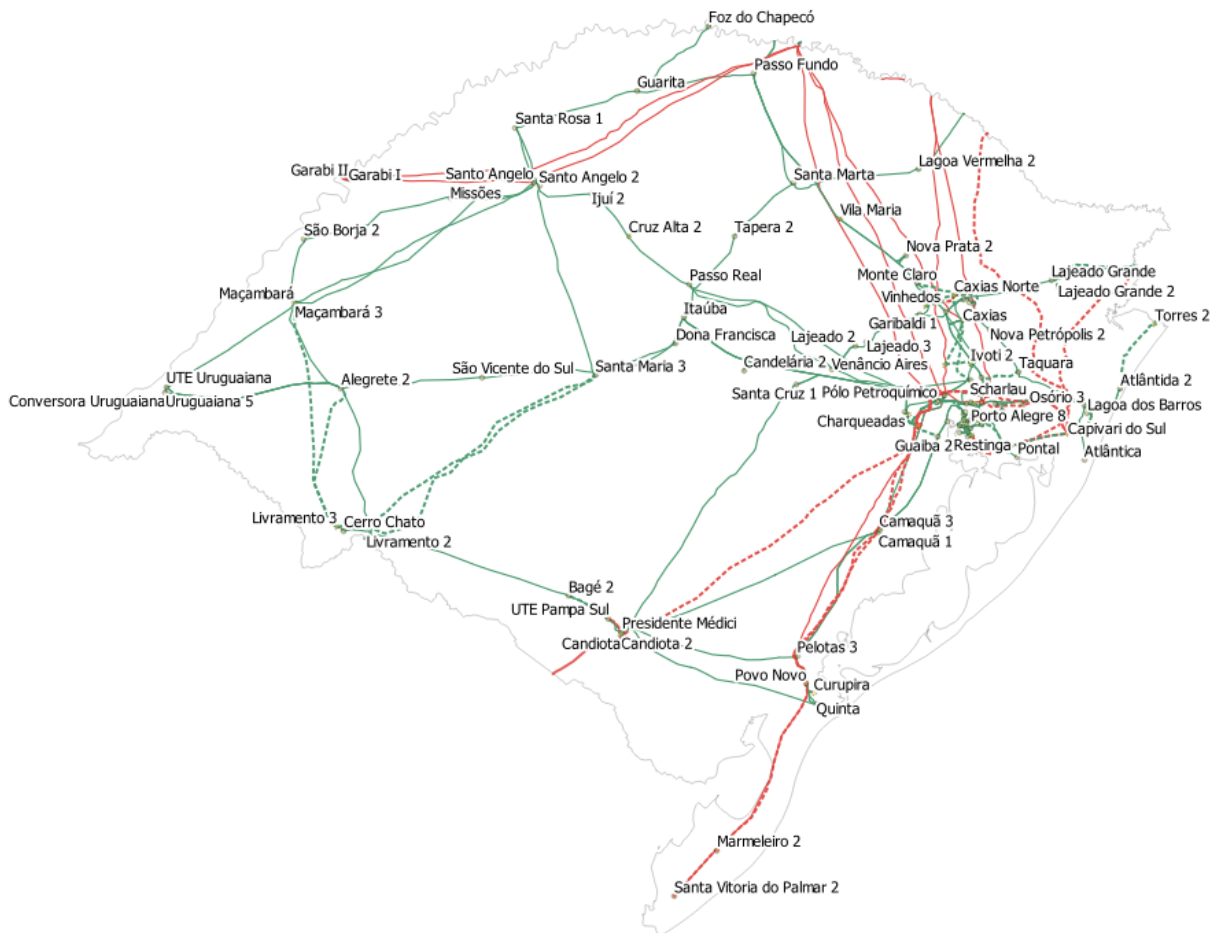 Foz do Chapecó
Passo Fundo
Guarita
Santa Rosa 1
Lagoa Vermelha 2
Garabi II
Garabi I
Santo Angelo
Santo Angelo 2
Santa Marta
Missões
Ijuí 2
Vila Maria
São Borja 2
Cruz Alta 2
Tapera 2
Nova Prata 2
Passo Real
Monte Claro
Lajeado Grande
Maçambará
Vinhedos
Caxias Norte
Lajeado Grande 2
Maçambará 3
Itaúba
Garibaldi 1
Caxias
Torres 2
Dona Francisca
Lajeado 2
Nova Petrópolis 2
Lajeado 3
São Vicente do Sul
Santa Maria 3
Candelária 2
Venâncio Aires
Ivoti 2
Taquara
UTE Uruguaiana
Alegrete 2
Conversora Uruguaiana
Uruguaiana 5
Santa Cruz 1
Pólo Petroquímico
Scharlau
Osório 3
Atlântida 2
Lagoa dos Barros
Charqueadas
Porto Alegre 8
Capivari do Sul
Guaíba 2
Restinga
Pontal
Atlântica
Livramento 3
Cerro Chato
Camaquã 3
Livramento 2
Camaquã 1
Bagé 2
UTE Pampa Sul
Presidente Médici
Candiota
Candiota 2
Pelotas 3
Povo Novo
Curupira
Quinta
Marmeleiro 2
Santa Vitoria do Palmar 2